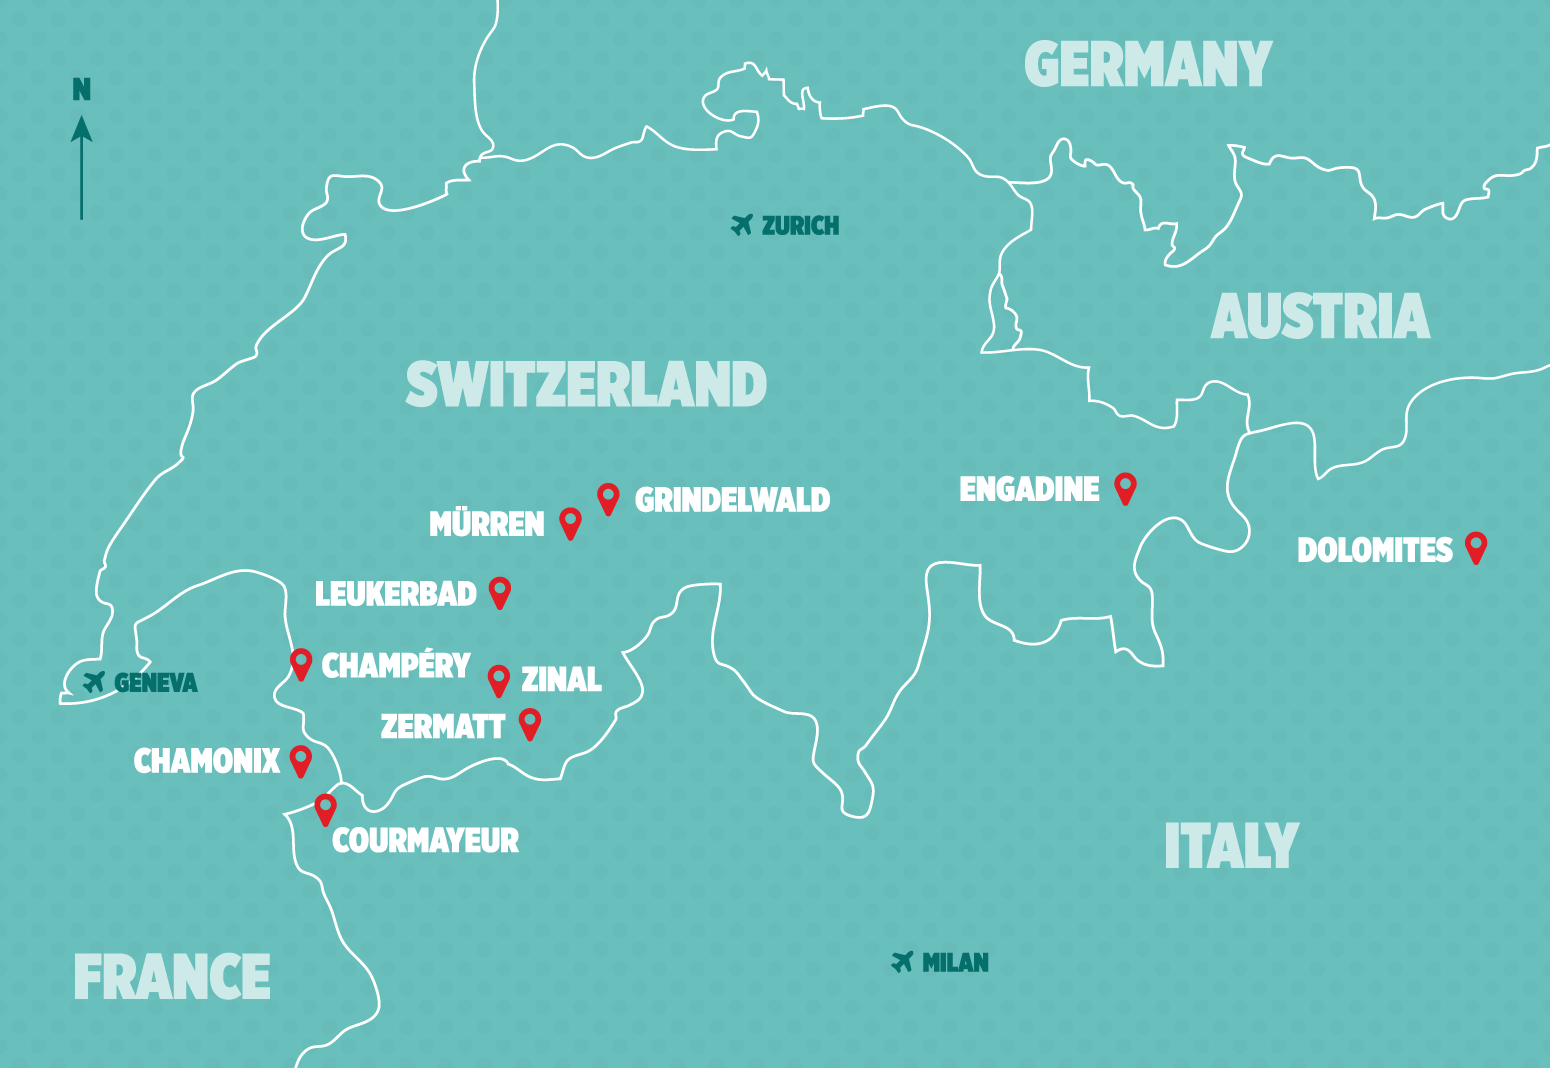 GERMANY
N
ZURICH
AUSTRIA
SWITZERLAND
ENGADINE
GRINDELWALD
MÜRREN
DOLOMITES
LEUKERBAD
CHAMPÉRY
ZINAL
GENEVA
ZERMATT
CHAMONIX
COURMAYEUR
ITALY
MILAN
FRANCE